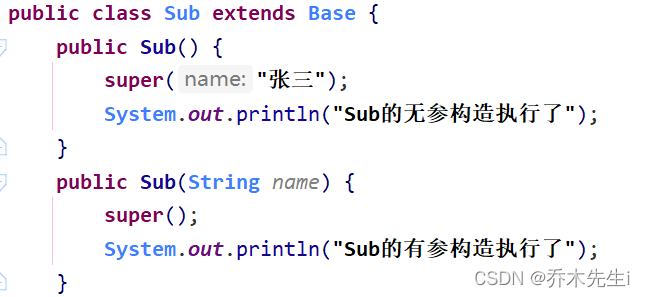 public class Sub extends Base {
public Sub() {
super( name: "张三");
System.out.println("Sub的无参构造执行了");
}
public Sub(String name) {
super();
System.out.println("Sub的有参构造执行了");
}
CSDN @乔木先生i